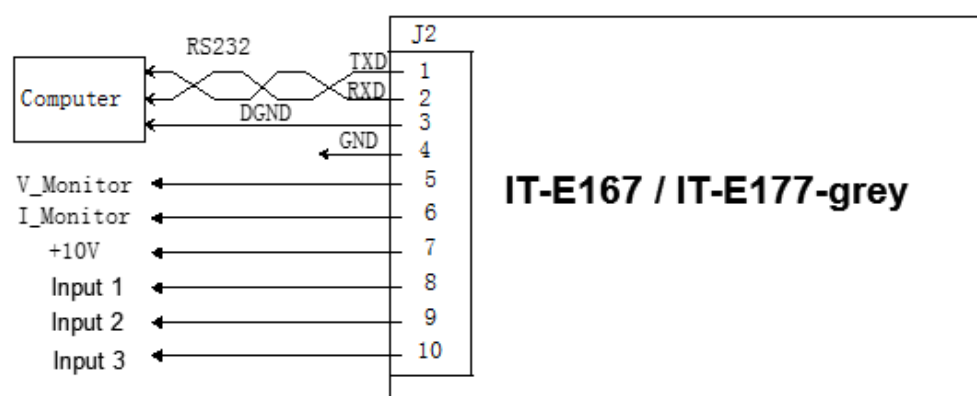 J2
RS232
TXD 1
Computer
RXD 2
DGND 3
GND 4
V_Monitor 5
IT-E167 / IT-E177-grey
I_Monitor 6
+10V 7
Input 1 8
Input 2 9
Input 3 10